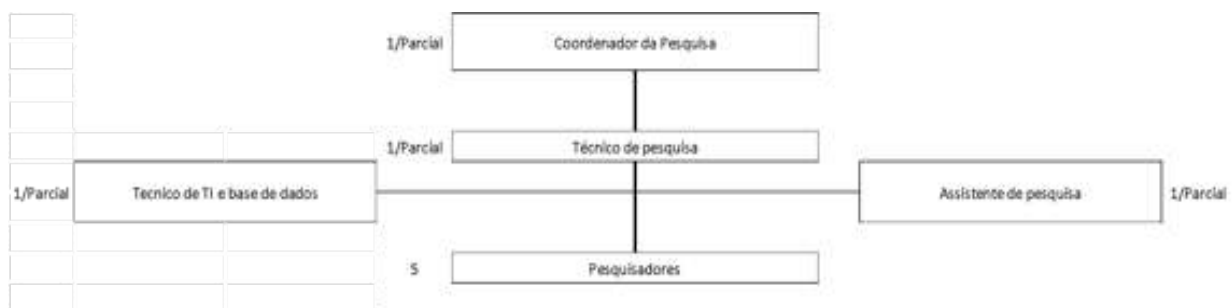 1/Parcial Coordenador da Pesquisa
1/Parcial Técnico de pesquisa
1/Parcial Tecnico de TI e base de dados Assistente de pesquisa 1/Parcial
5 Pesquisadores